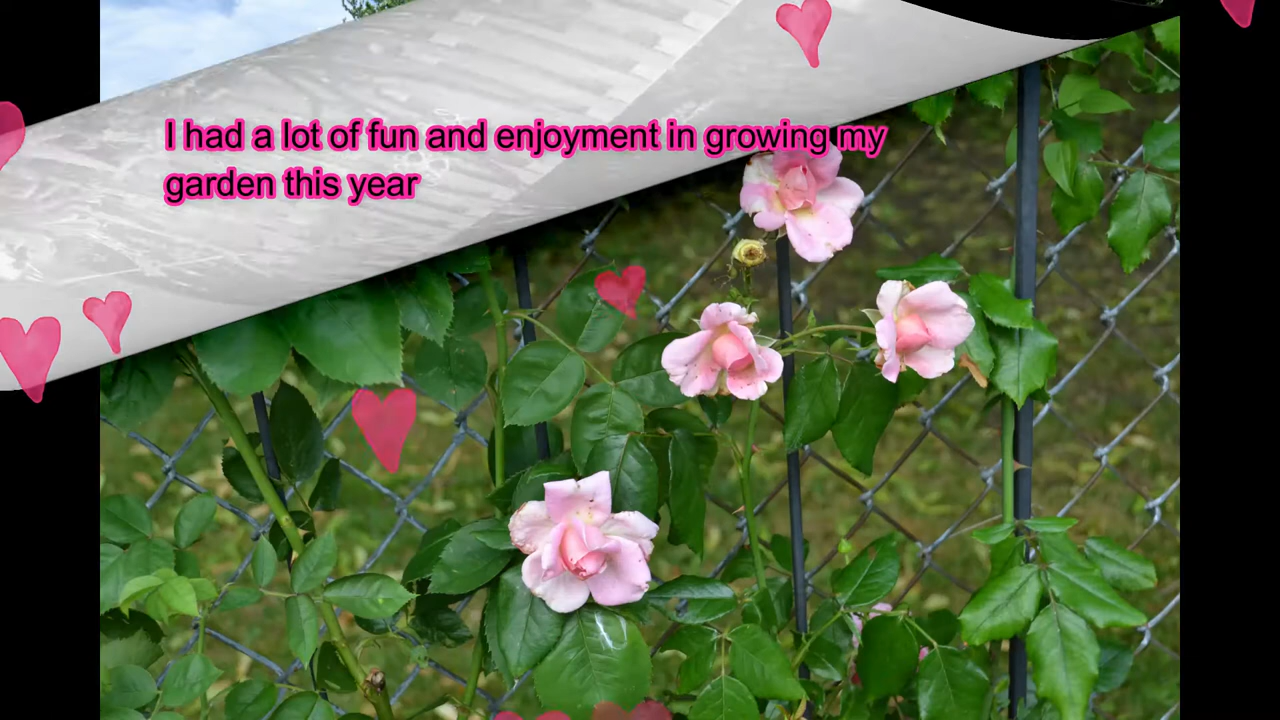 I had a lot of fun and enjoyment in growing my
garden this year